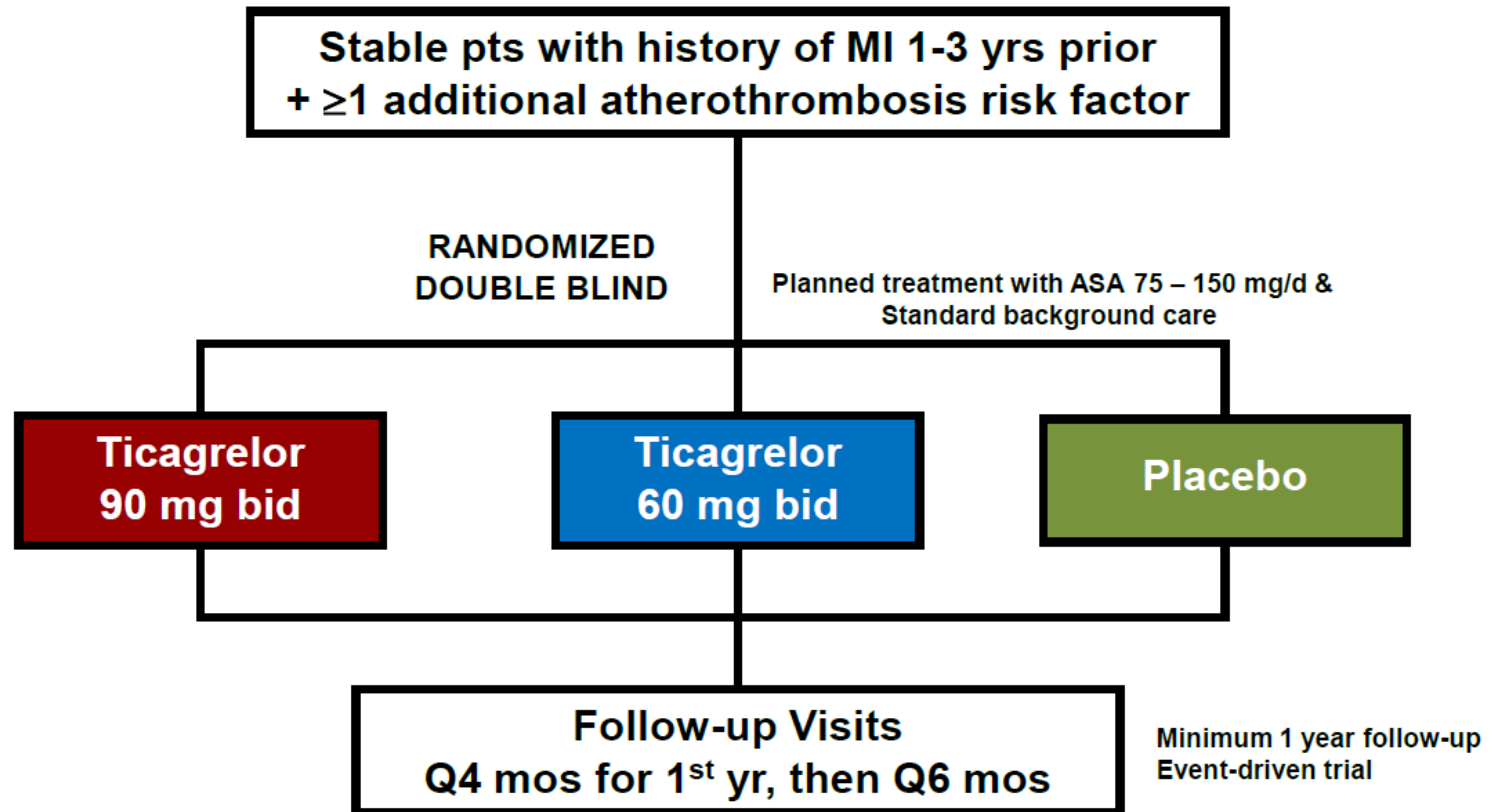 Stable pts with history of MI 1-3 yrs prior
+ ≥1 additional atherothrombosis risk factor
RANDOMIZED
DOUBLE BLIND
Planned treatment with ASA 75 – 150 mg/d &
Standard background care
Ticagrelor
90 mg bid
Ticagrelor
60 mg bid
Placebo
Follow-up Visits
Q4 mos for 1st yr, then Q6 mos
Minimum 1 year follow-up
Event-driven trial